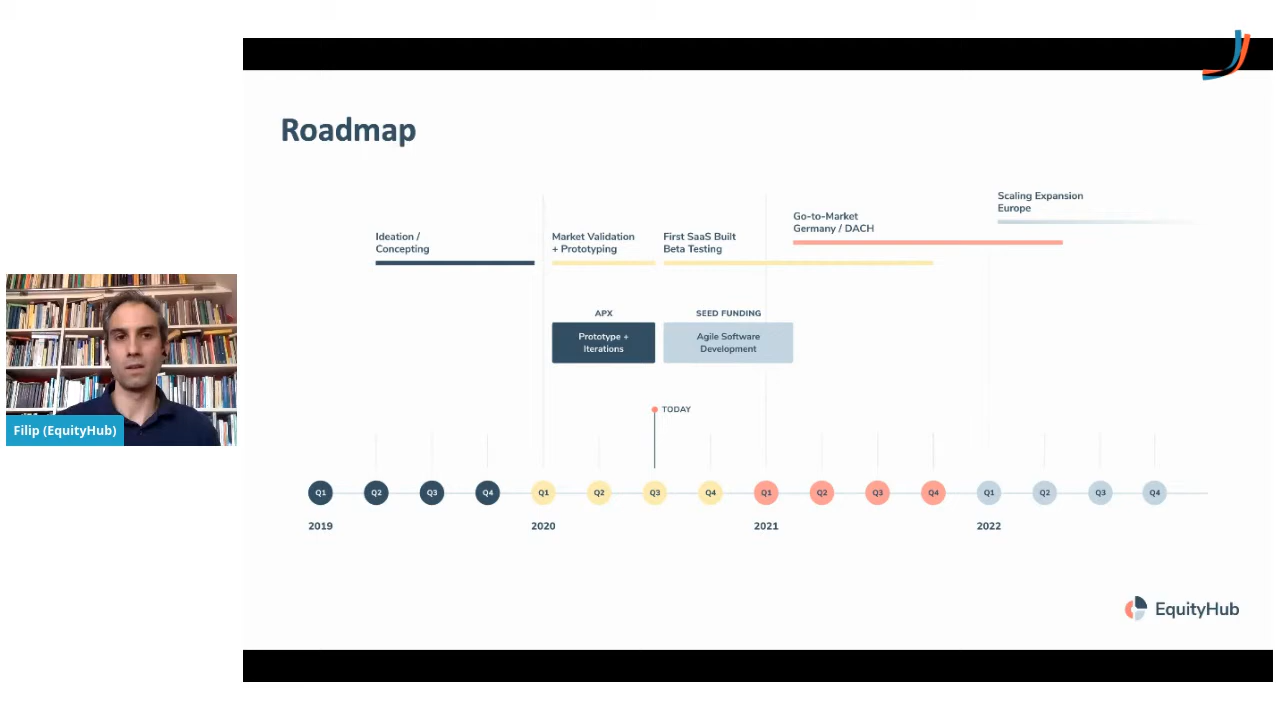 Roadmap
Scaling Expansion
Europe
Go-to-Market
Germany / DACH
Ideation /
Concepting
Market Validation
+ Prototyping
First SaaS Built
Beta Testing
APX
SEED FUNDING
Prototype +
Iterations
Agile Software
Development
TODAY
Filip (EquityHub)
Q1 Q2 Q3 Q4 Q1 Q2 Q3 Q4 Q1 Q2 Q3 Q4 Q1 Q2 Q3 Q4
2019 2020 2021 2022
EquityHub